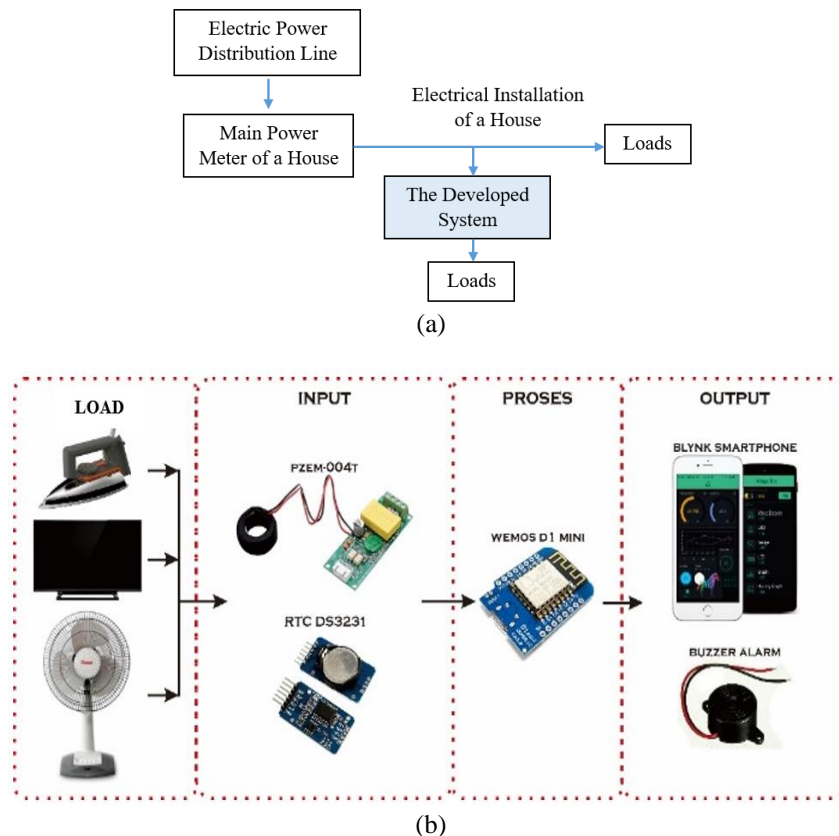 Electric Power
Distribution Line
Electrical Installation
of a House
Main Power
Meter of a House
Loads
The Developed
System
Loads
(a)
LOAD
INPUT
PROSES
OUTPUT
PZEM-004T
BLYNK SMARTPHONE
WEMOS D1 MINI
RTC DS3231
BUZZER ALARM
(b)